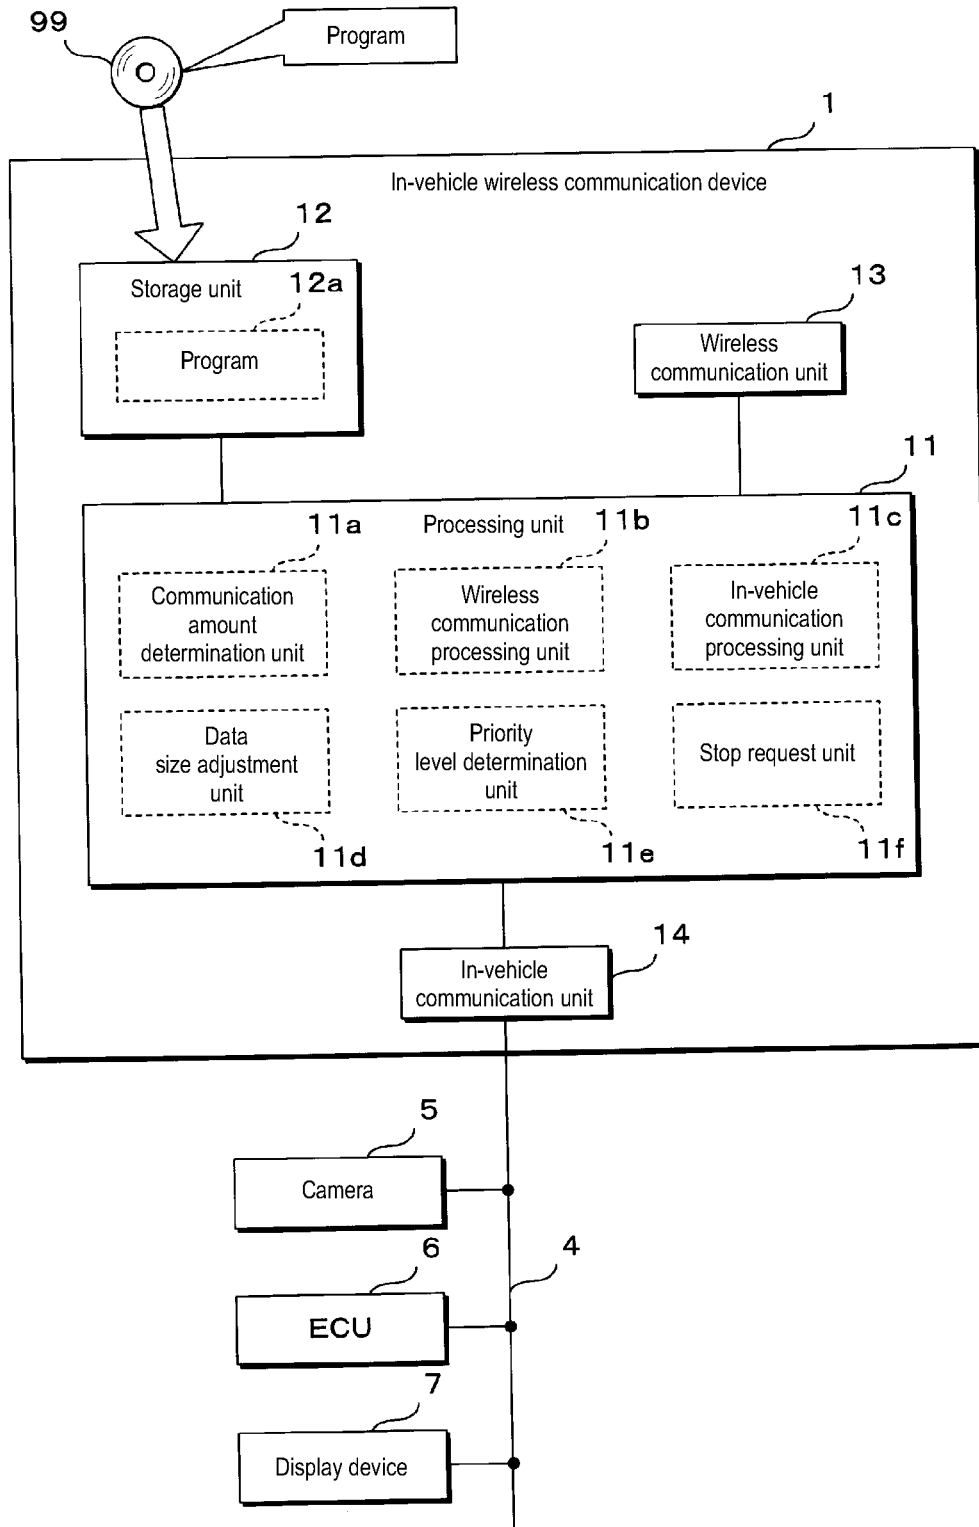 99
Program
1
In-vehicle wireless communication device
12
Storage unit
12a
Program
13
Wireless
communication unit
11
Processing unit
11a
Communication
amount
determination unit
11b
Wireless
communication
processing unit
11c
In-vehicle
communication
processing unit
Data
size adjustment
unit
11d
Priority
level determination
unit
11e
Stop request unit
11f
14
In-vehicle
communication unit
5
Camera
4
6
ECU
7
Display device